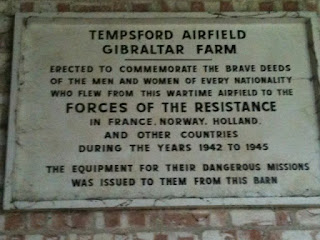 TEMPSFORD AIRFIELD
GIBRALTAR FARM
ERECTED TO COMMEMORATE THE BRAVE DEEDS
OF THE MEN AND WOMEN OF EVERY NATIONALITY
WHO FLEW FROM THIS WARTIME AIRFIELD TO THE
FORCES OF THE RESISTANCE
IN FRANCE, NORWAY, HOLLAND,
AND OTHER COUNTRIES
DURING THE YEARS 1942 TO 1945
THE EQUIPMENT FOR THEIR DANGEROUS MISSIONS
WAS ISSUED TO THEM FROM THIS BARN